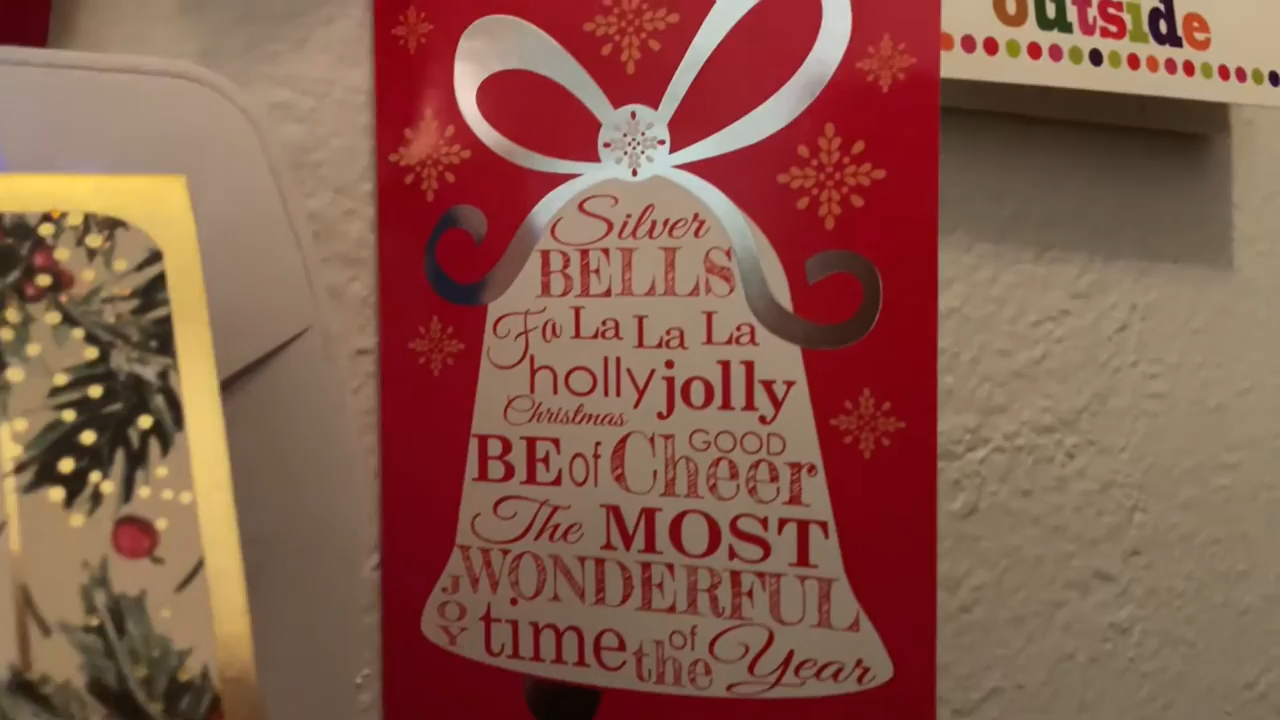 outside
Silver
BELLS
Fa La La La
holly jolly
Christmas
BE of GOOD Cheer
The MOST
WONDERFUL
JOY
time of the Year